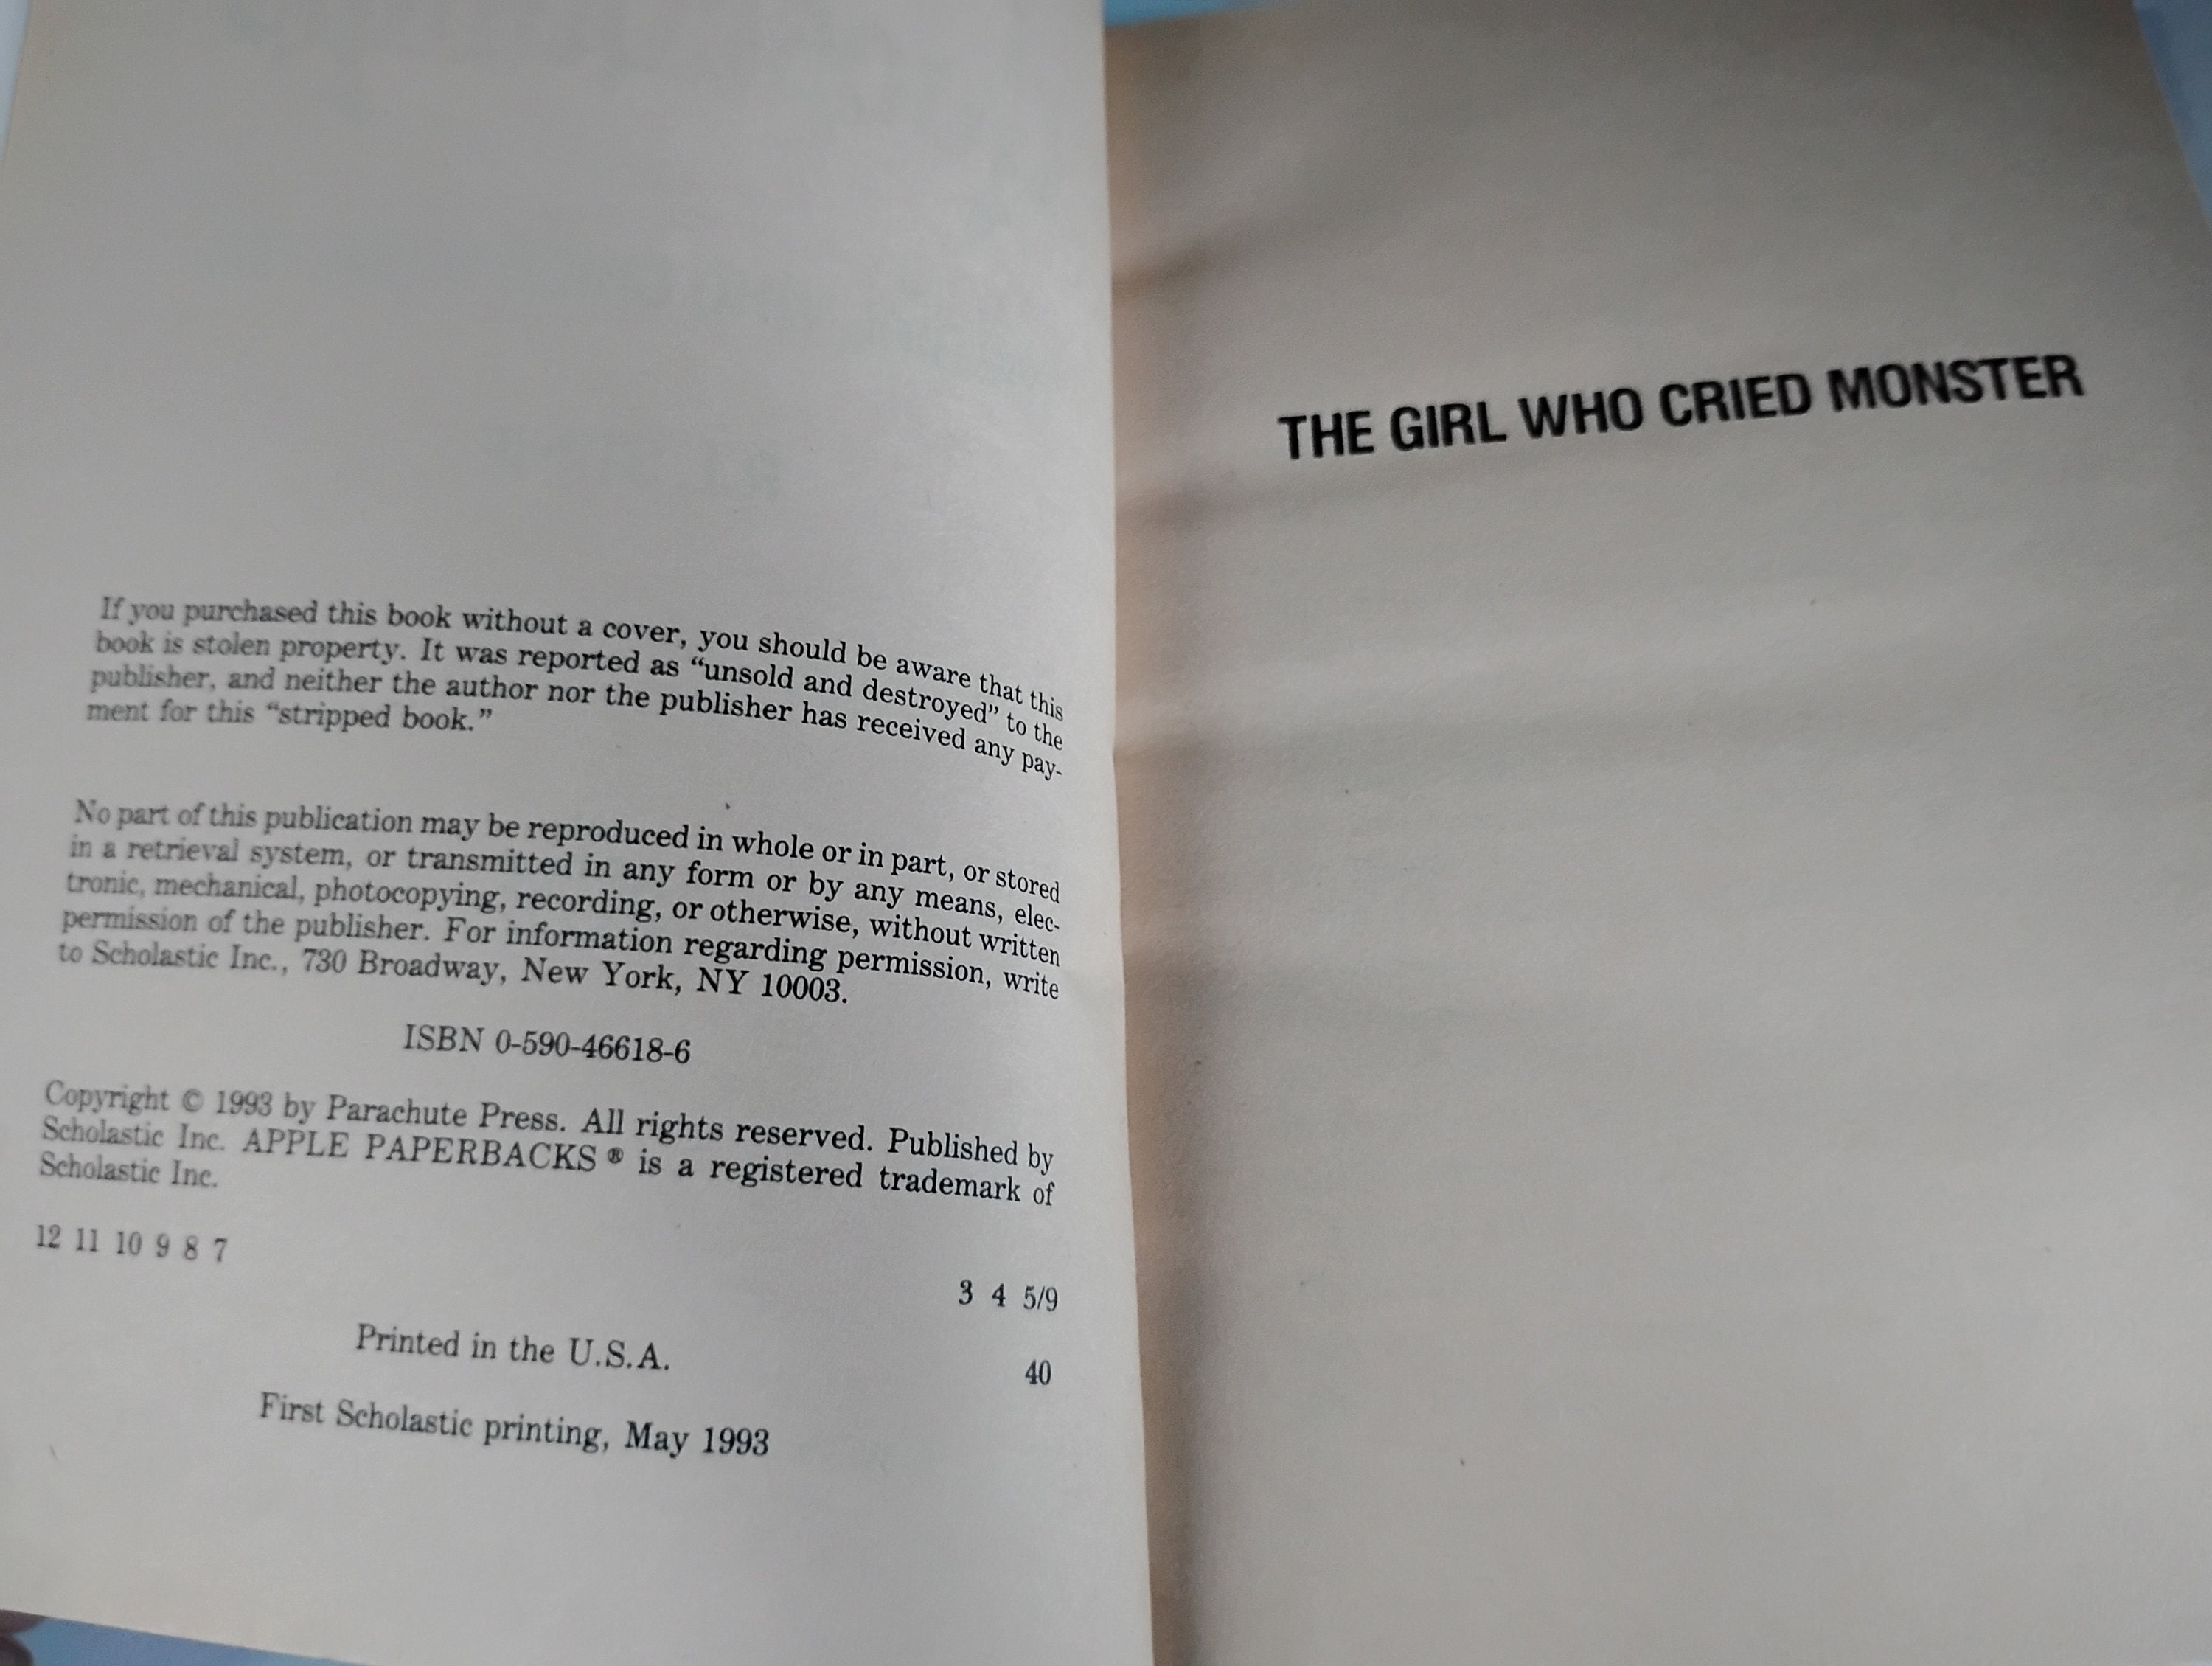 If you purchased this book without a cover, you should be aware that this
book is stolen property. It was reported as “unsold and destroyed” to the
publisher, and neither the author nor the publisher has received any pay-
ment for this “stripped book.”
No part of this publication may be reproduced in whole or in part, or stored
in a retrieval system, or transmitted in any form or by any means, elec-
tronic, mechanical, photocopying, recording, or otherwise, without written
permission of the publisher. For information regarding permission, write
to Scholastic Inc., 730 Broadway, New York, NY 10003.
ISBN 0-590-46618-6
Copyright © 1993 by Parachute Press. All rights reserved. Published by
Scholastic Inc. APPLE PAPERBACKS ® is a registered trademark of
Scholastic Inc.
12 11 10 9 8 7
3 4 5/9
Printed in the U.S.A.
40
First Scholastic printing, May 1993
THE GIRL WHO CRIED MONSTER